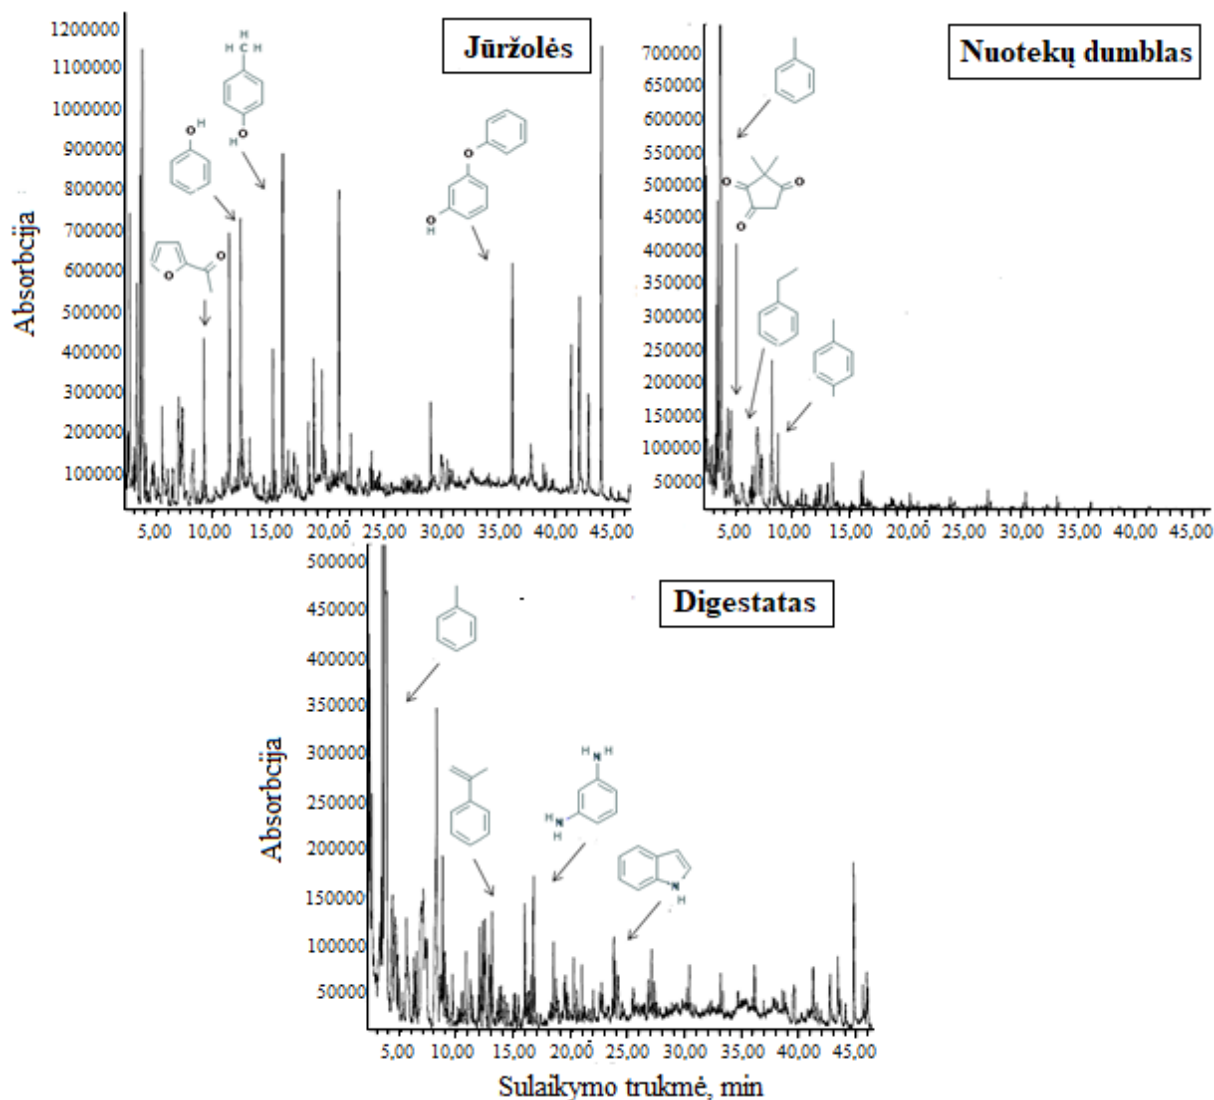 Jūržolės
Absorbcija
1200000
1100000
1000000
900000
800000
700000
600000
500000
400000
300000
200000
100000
5,00 10,00 15,00 20,00 25,00 30,00 35,00 40,00 45,00
H C H
H
O
H
O H
O
O
O
O
H
Nuotekų dumblas
700000
650000
600000
550000
500000
450000
400000
350000
300000
250000
200000
150000
100000
50000
5,00 10,00 15,00 20,00 25,00 30,00 35,00 40,00 45,00
O
O
O
Digestatas
Absorbcija
500000
450000
400000
350000
300000
250000
200000
150000
100000
50000
5,00 10,00 15,00 20,00 25,00 30,00 35,00 40,00 45,00
H H
N
H
N
H
N
H
Sulaikymo trukmė, min